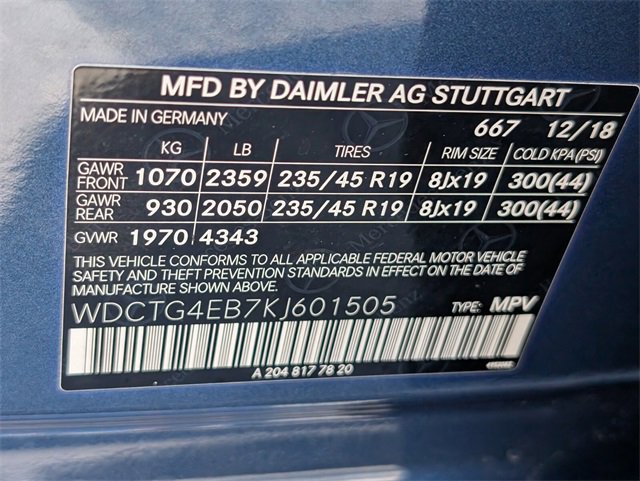 MFD BY DAIMLER AG STUTTGART
MADE IN GERMANY 667 12/18
KG LB TIRES RIM SIZE COLD KPA (PSI)
GAWR FRONT 1070 2359 235/45 R19 8Jx19 300(44)
GAWR REAR 930 2050 235/45 R19 8Jx19 300(44)
GVWR 1970 4343
THIS VEHICLE CONFORMS TO ALL APPLICABLE FEDERAL MOTOR VEHICLE
SAFETY AND THEFT PREVENTION STANDARDS IN EFFECT ON THE DATE
OF MANUFACTURE SHOWN ABOVE.
WDCTG4EB7KJ601505 TYPE: MPV
A 204 817 78 20